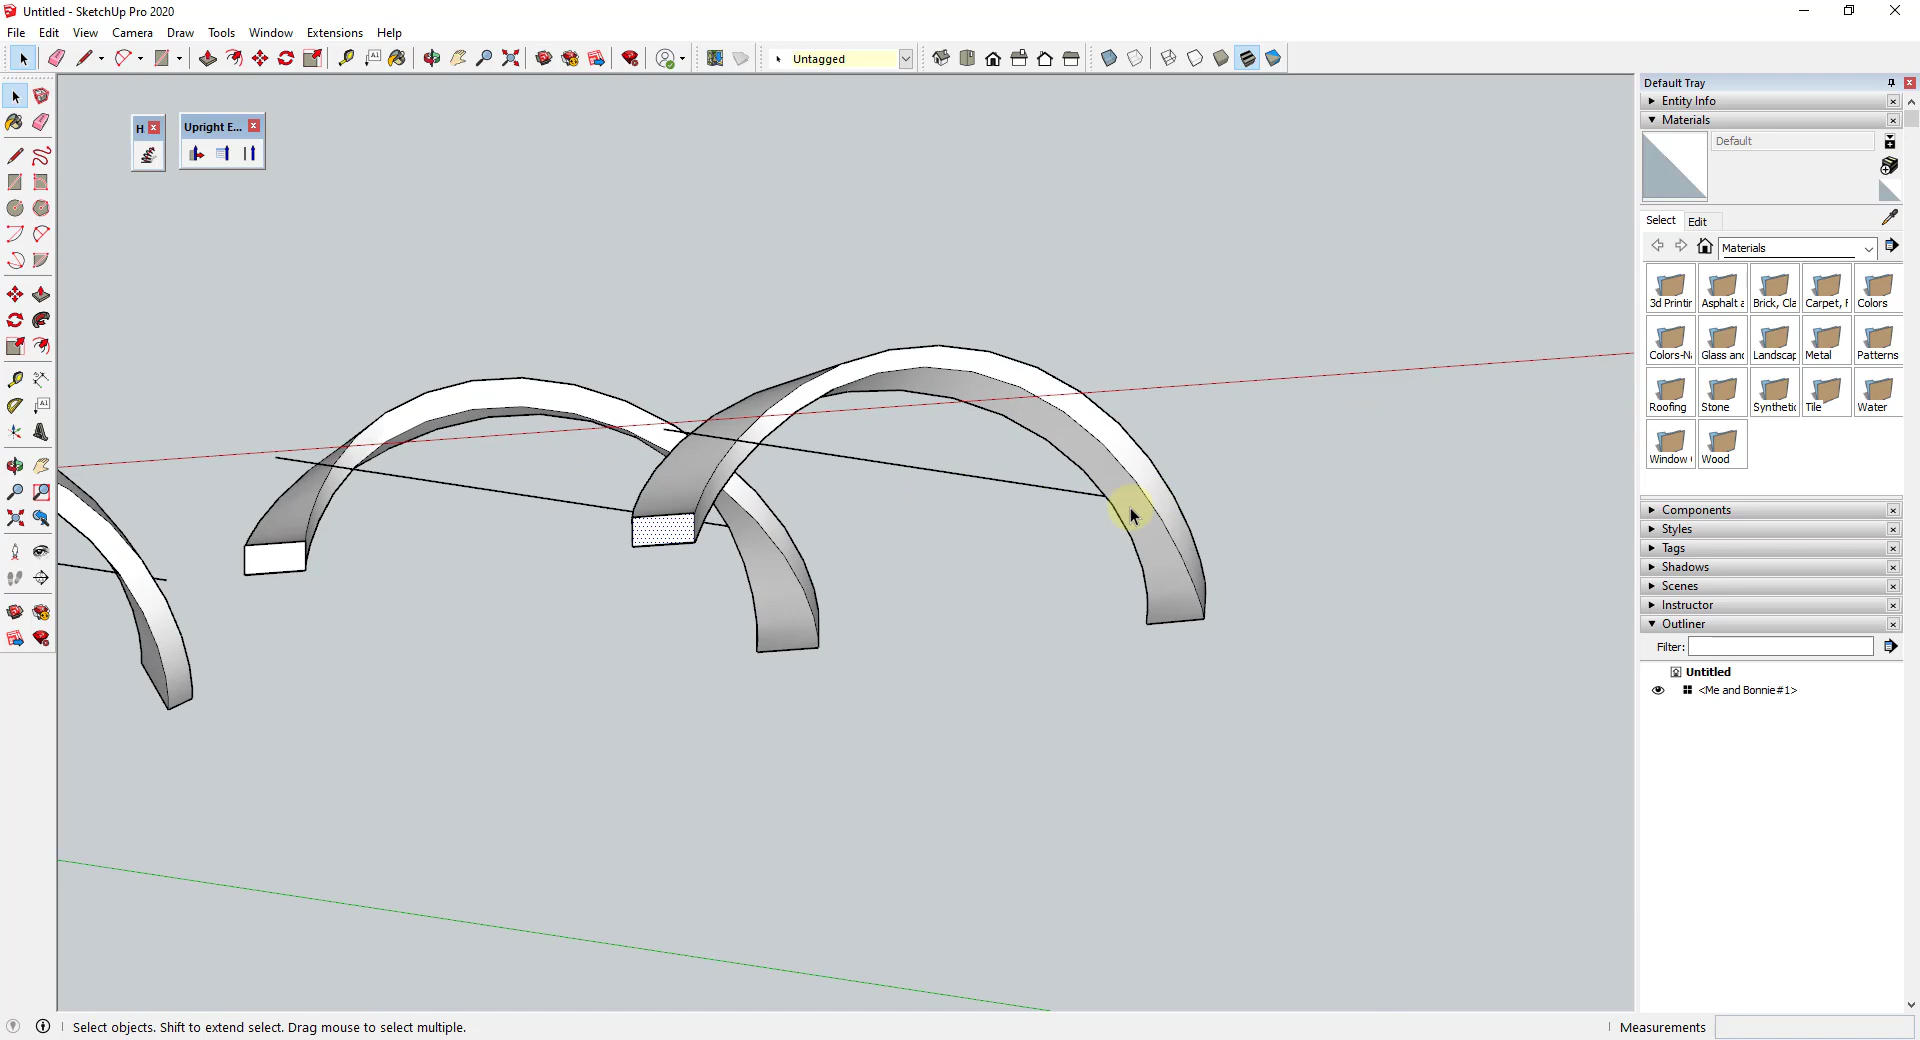 Untitled - SketchUp Pro 2020
File Edit View Camera Draw Tools Window Extensions Help
Untagged
H
Upright E...
Default Tray
Entity Info
Materials
Default
Select Edit
Materials
3d Printin Asphalt a Brick, Cla Carpet, F Colors
Colors-Na Glass and Landscap Metal Patterns
Roofing Stone Synthetic Tile Water
Window Wood
Components
Styles
Tags
Shadows
Scenes
Instructor
Outliner
Filter:
Untitled
<Me and Bonnie#1>
Select objects. Shift to extend select. Drag mouse to select multiple.
Measurements